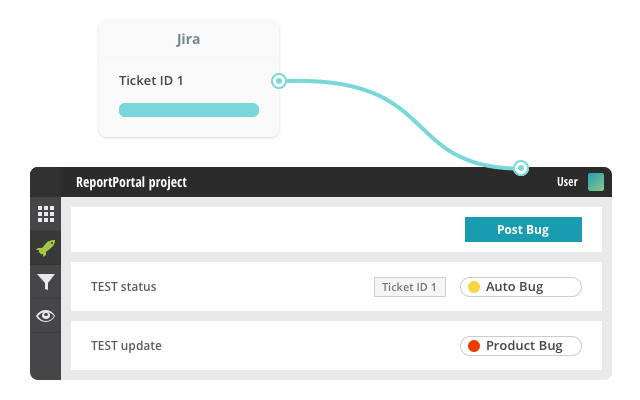 Jira
Ticket ID 1
ReportPortal project
User
Post Bug
TEST status
Ticket ID 1
Auto Bug
TEST update
Product Bug